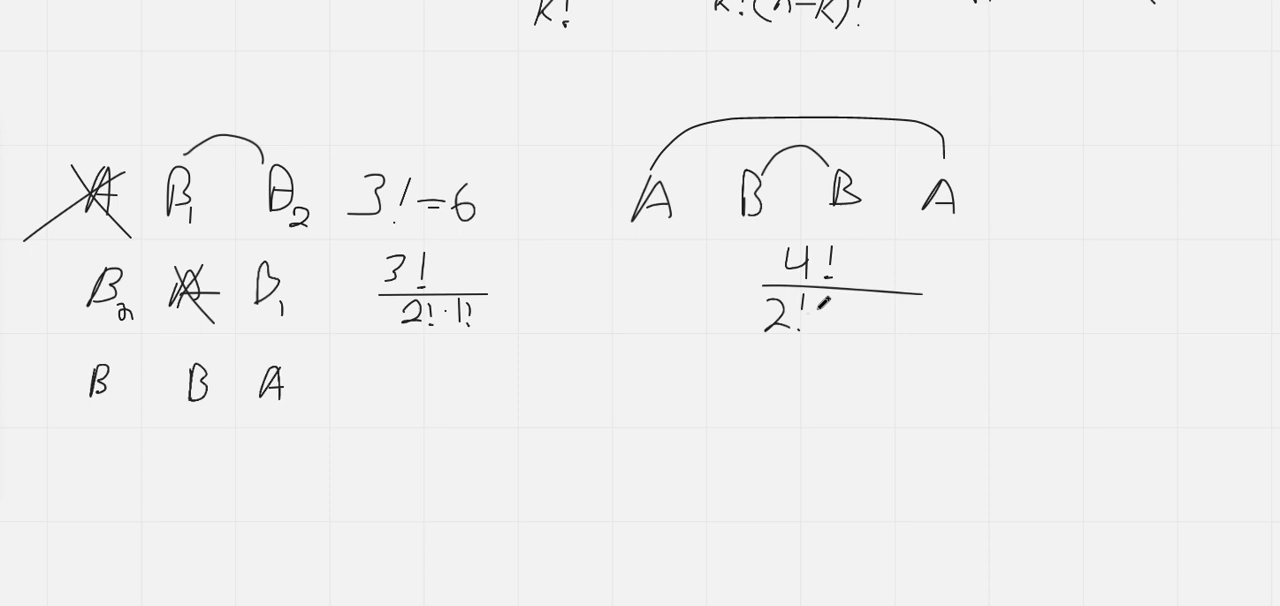 k! k!(n-k)!
A B₁ B₂ 3! = 6
B₂ A B₁ 3! / 2! · 1!
B B A
A B B A
4!
2! ·